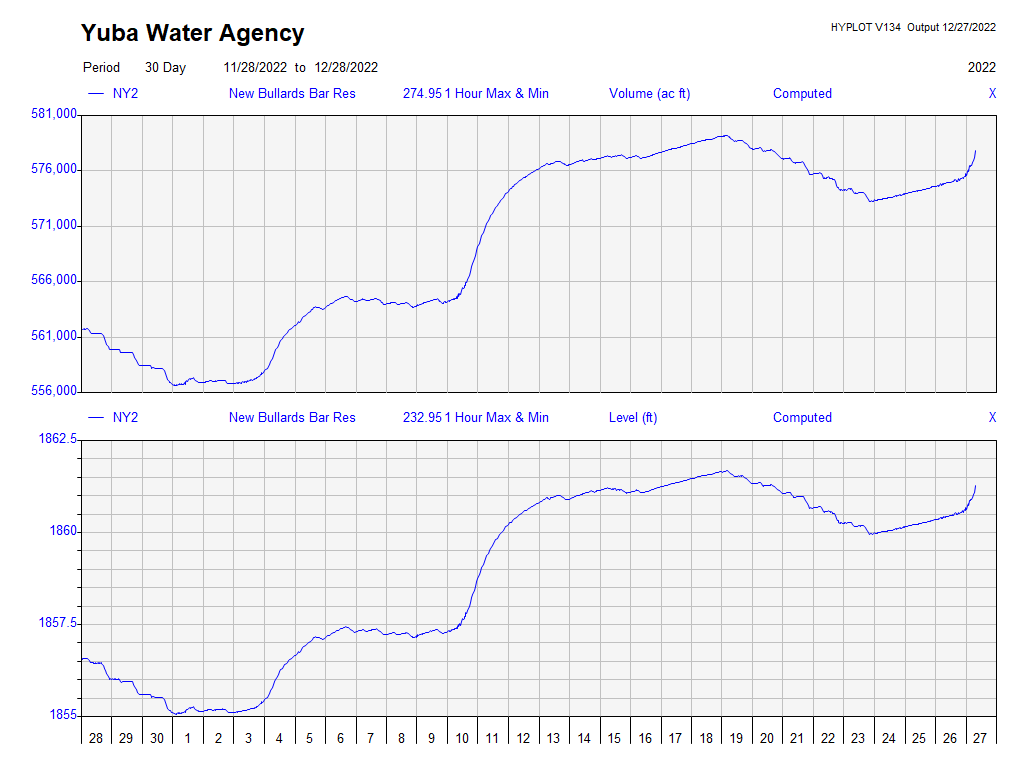 Yuba Water Agency
HYPLOT V134 Output 12/27/2022
Period 30 Day 11/28/2022 to 12/28/2022 2022
NY2 New Bullards Bar Res 274.95 1 Hour Max & Min Volume (ac ft) Computed X
581,000
576,000
571,000
566,000
561,000
556,000
NY2 New Bullards Bar Res 232.95 1 Hour Max & Min Level (ft) Computed X
1862.5
1860
1857.5
1855
28 29 30 1 2 3 4 5 6 7 8 9 10 11 12 13 14 15 16 17 18 19 20 21 22 23 24 25 26 27